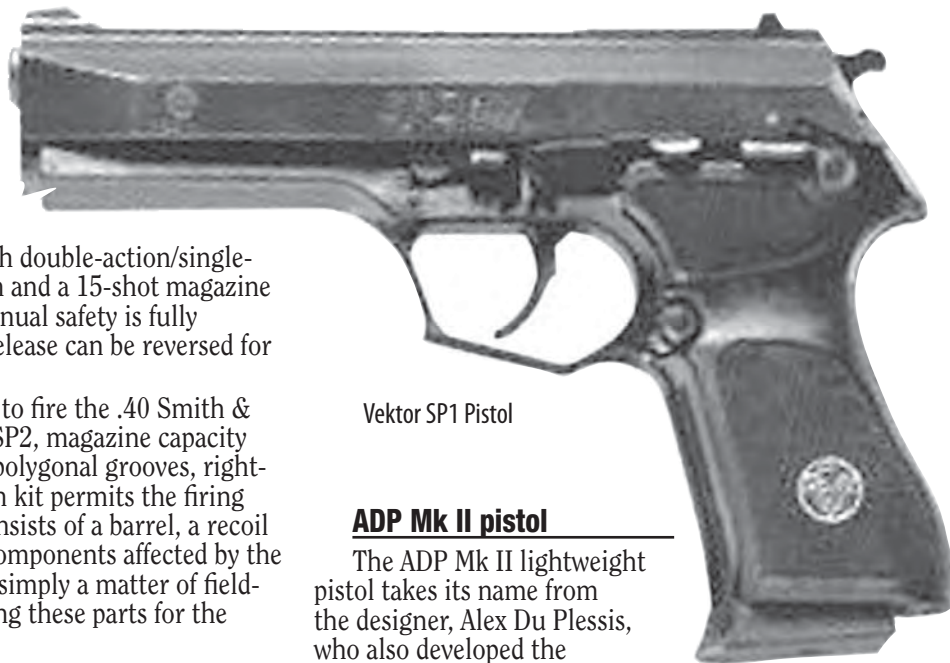 h double-action/single-
n and a 15-shot magazine
nual safety is fully
elease can be reversed for
to fire the .40 Smith &
SP2, magazine capacity
polygonal grooves, right-
n kit permits the firing
nsists of a barrel, a recoil
omponents affected by the
simply a matter of field-
ng these parts for the
Vektor SP1 Pistol
ADP Mk II pistol
The ADP Mk II lightweight
pistol takes its name from
the designer, Alex Du Plessis,
who also developed the